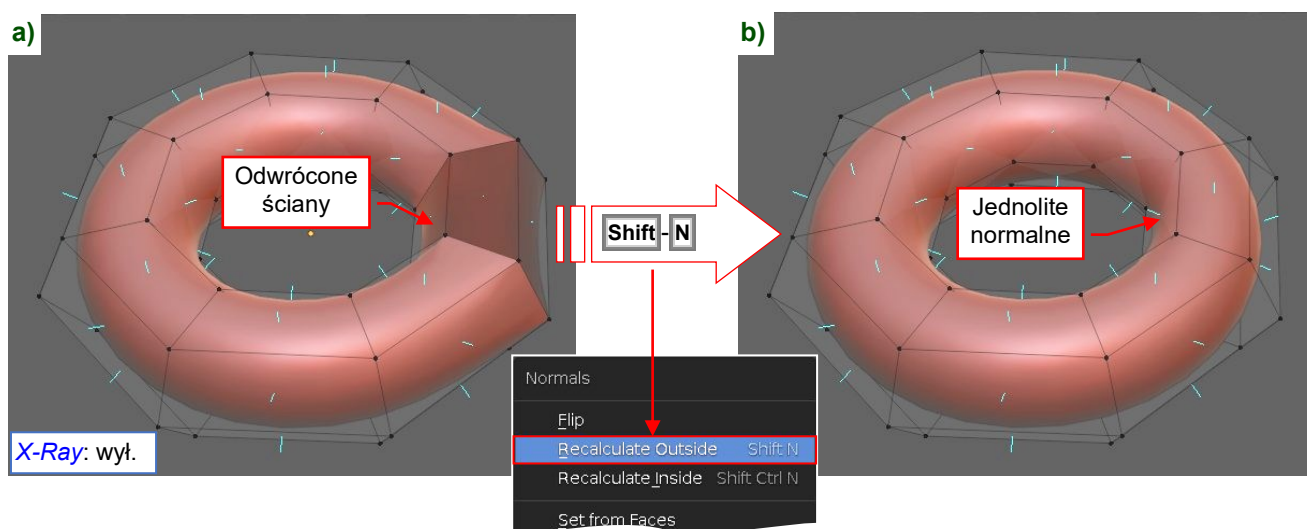 a)
b)
Odwrócone
ściany
Shift-N
Jednolite
normalne
X-Ray: wył.
Normals
Flip
Recalculate Outside Shift N
Recalculate Inside Shift Ctrl N
Set from Faces